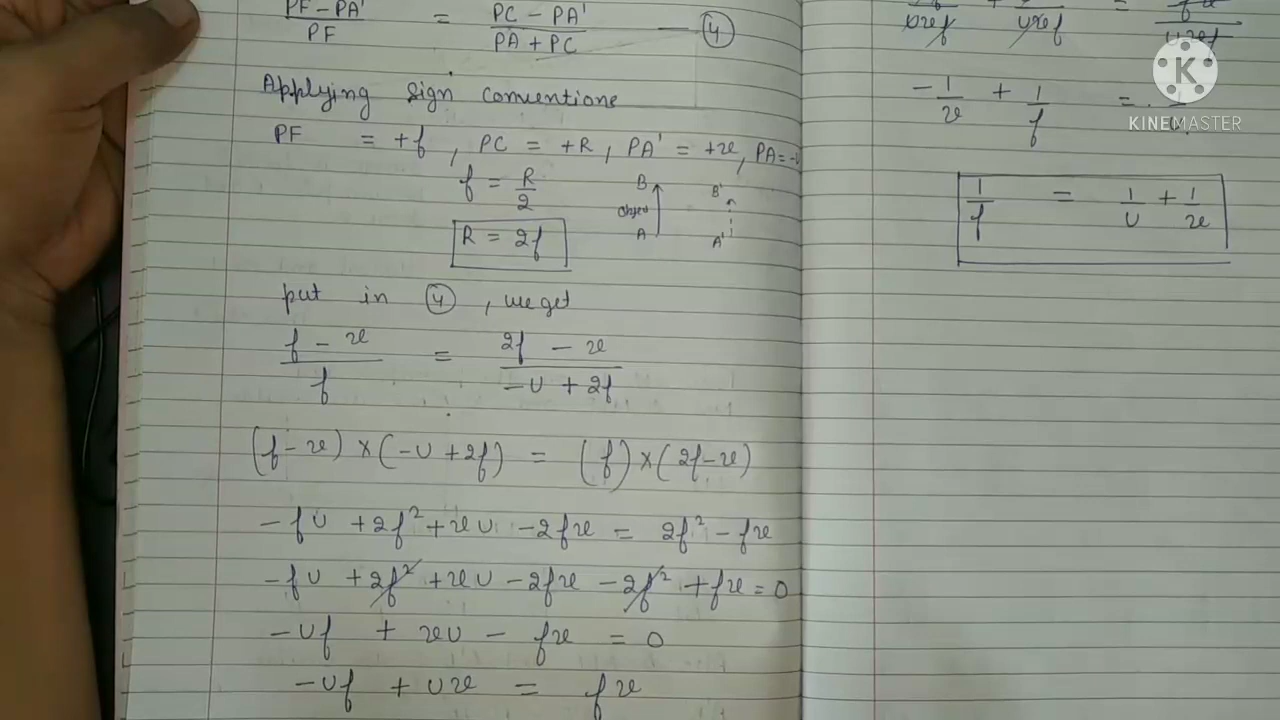 PF - PA' / PF = PC - PA' / PA + PC — (4)
Applying sign conventione
PF = +f, PC = +R, PA' = +v, PA = -u
f = R/2
B B'
Object
A A'
R = 2f
put in (4), we get
f - v / f = 2f - v / -u + 2f
(f - v) × (-u + 2f) = (f) × (2f - v)
-fu + 2f² + vu - 2fv = 2f² - fv
-fu + 2f² + vu - 2fv - 2f² + fv = 0
-uf + vu - fv = 0
-uf + uv = fv
-1/v + 1/f =
1/f = 1/u + 1/v
K
KINEMASTER